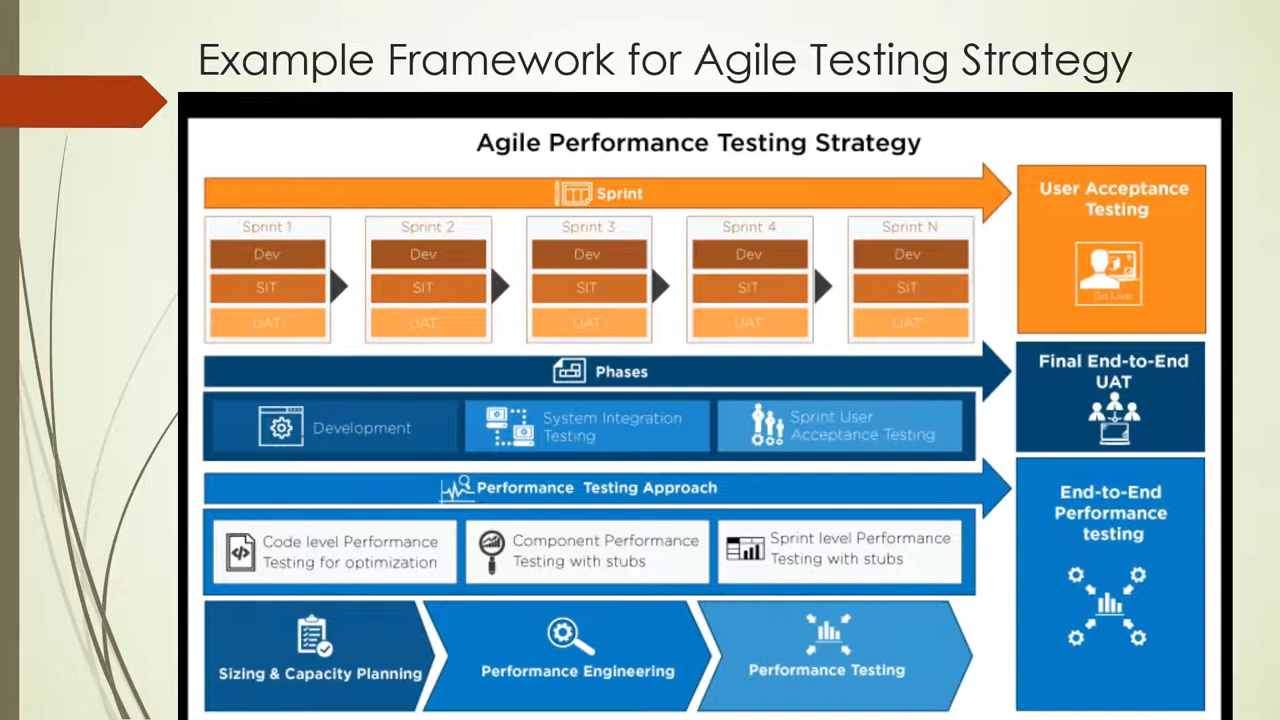 Example Framework for Agile Testing Strategy
Agile Performance Testing Strategy
Sprint
Sprint 1
Dev
SIT
UAT
Sprint 2
Dev
SIT
UAT
Sprint 3
Dev
SIT
UAT
Sprint 4
Dev
SIT
UAT
Sprint N
Dev
SIT
UAT
User Acceptance
Testing
Go Live
Phases
Development
System Integration
Testing
Sprint User
Acceptance Testing
Final End-to-End
UAT
Performance Testing Approach
Code level Performance
Testing for optimization
Component Performance
Testing with stubs
Sprint level Performance
Testing with stubs
End-to-End
Performance
testing
Sizing & Capacity Planning
Performance Engineering
Performance Testing